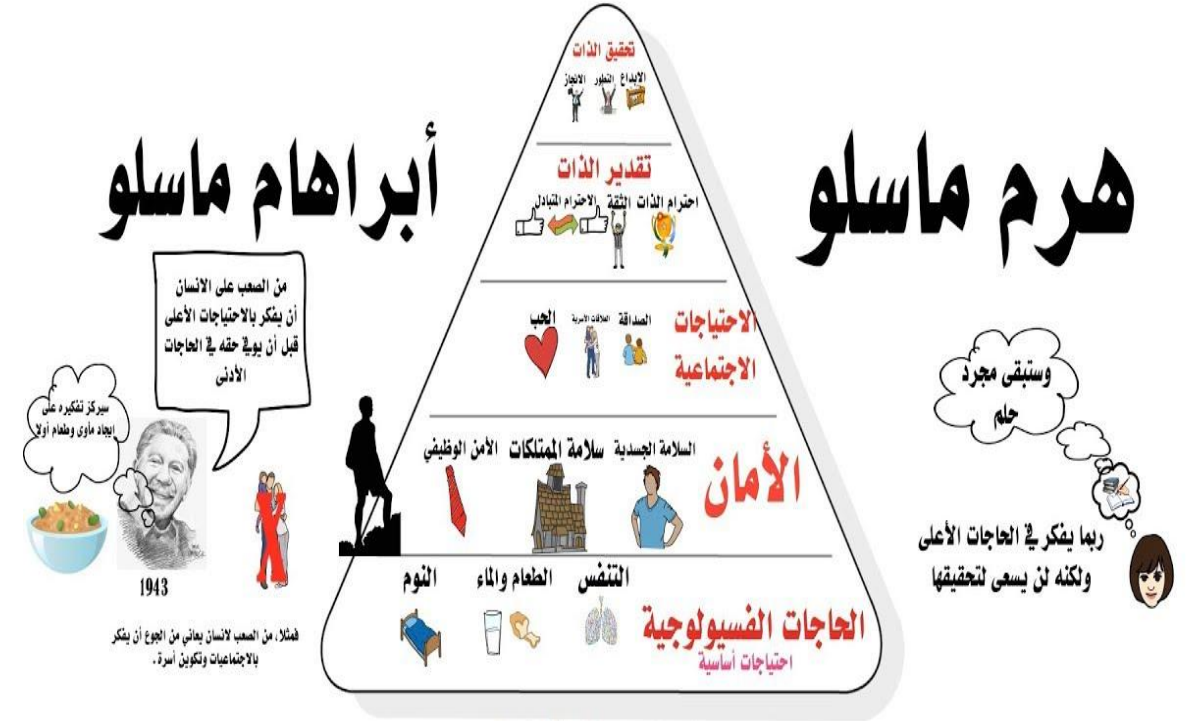 هرم ماسلو
أبراهام ماسلو
تحقيق الذات
الإبداع التطور الانجاز
تقدير الذات
احترام الذات الثقة الاحترام المتبادل
الاحتياجات
الاجتماعية
الصداقة العلاقات الأسرية الحب
الأمان
السلامة الجسدية سلامة الممتلكات الأمن الوظيفي
الحاجات الفسيولوجية
احتياجات أساسية
التنفس الطعام والماء النوم
وستبقى مجرد
حلم
ربما يفكر في الحاجات الأعلى
ولكنه لن يسعى لتحقيقها
من الصعب على الانسان
أن يفكر بالاحتياجات الأعلى
قبل أن يوفي حقه في الحاجات
الأدنى
سيركز تفكيره على
إيجاد مأوى وطعام أولا
1943
فمثلا، من الصعب لانسان يعاني من الجوع أن يفكر
بالاجتماعيات وتكوين أسرة .